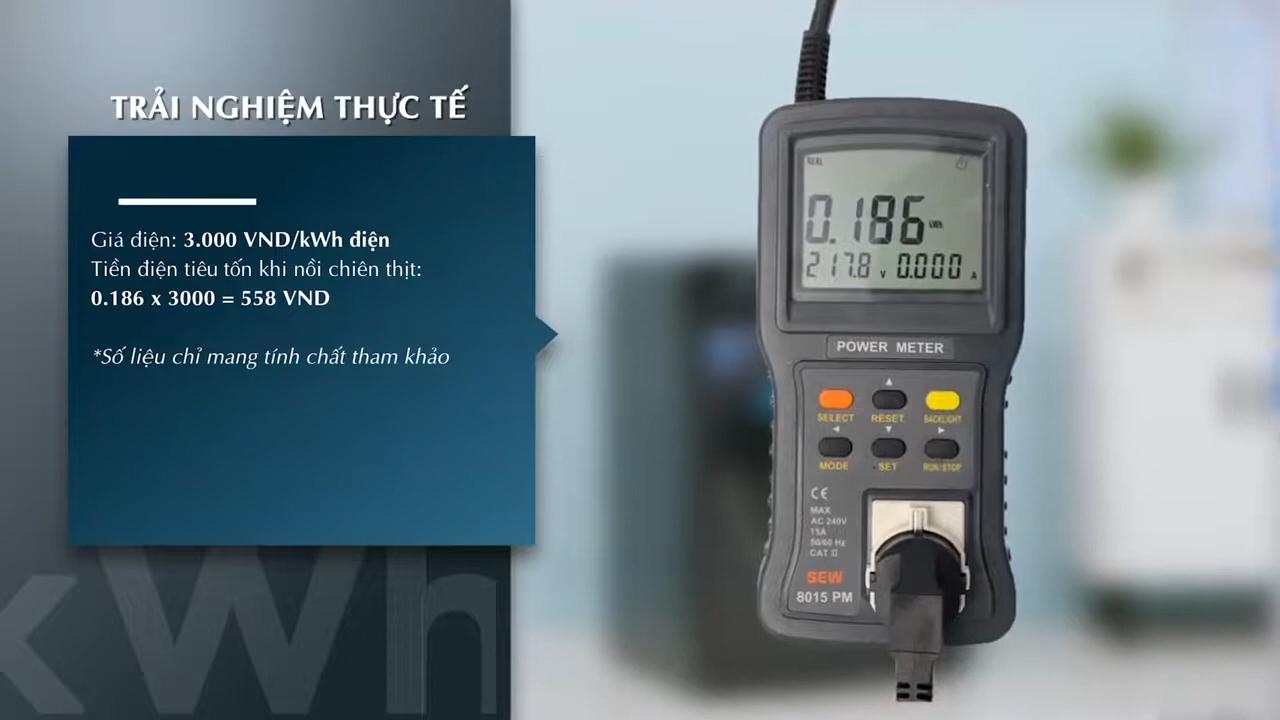 TRẢI NGHIỆM THỰC TẾ
Giá điện: 3.000 VND/kWh điện
Tiền điện tiêu tốn khi nồi chiên thịt:
0.186 x 3000 = 558 VND
*Số liệu chỉ mang tính chất tham khảo
kWh
REAL
0.186 kWh
217.8 V 0.000 A
POWER METER
SELECT RESET BACKLIGHT
MODE SET RUN/STOP
CE
MAX
AC 240V
15A
50/60 Hz
CAT II
SEW
8015 PM